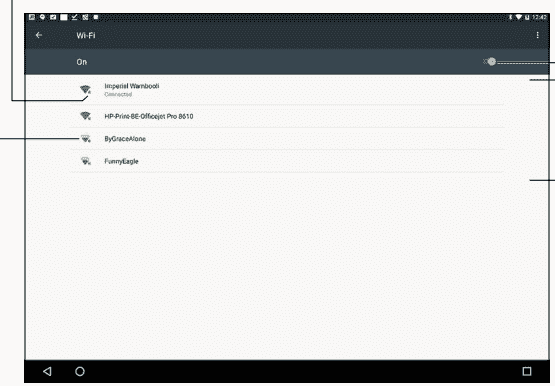 12:42
Wi-Fi
On
Imperial Wambooli
Connected
HP-Print-BE-Officejet Pro 8610
ByGraceAlone
FunnyEagle